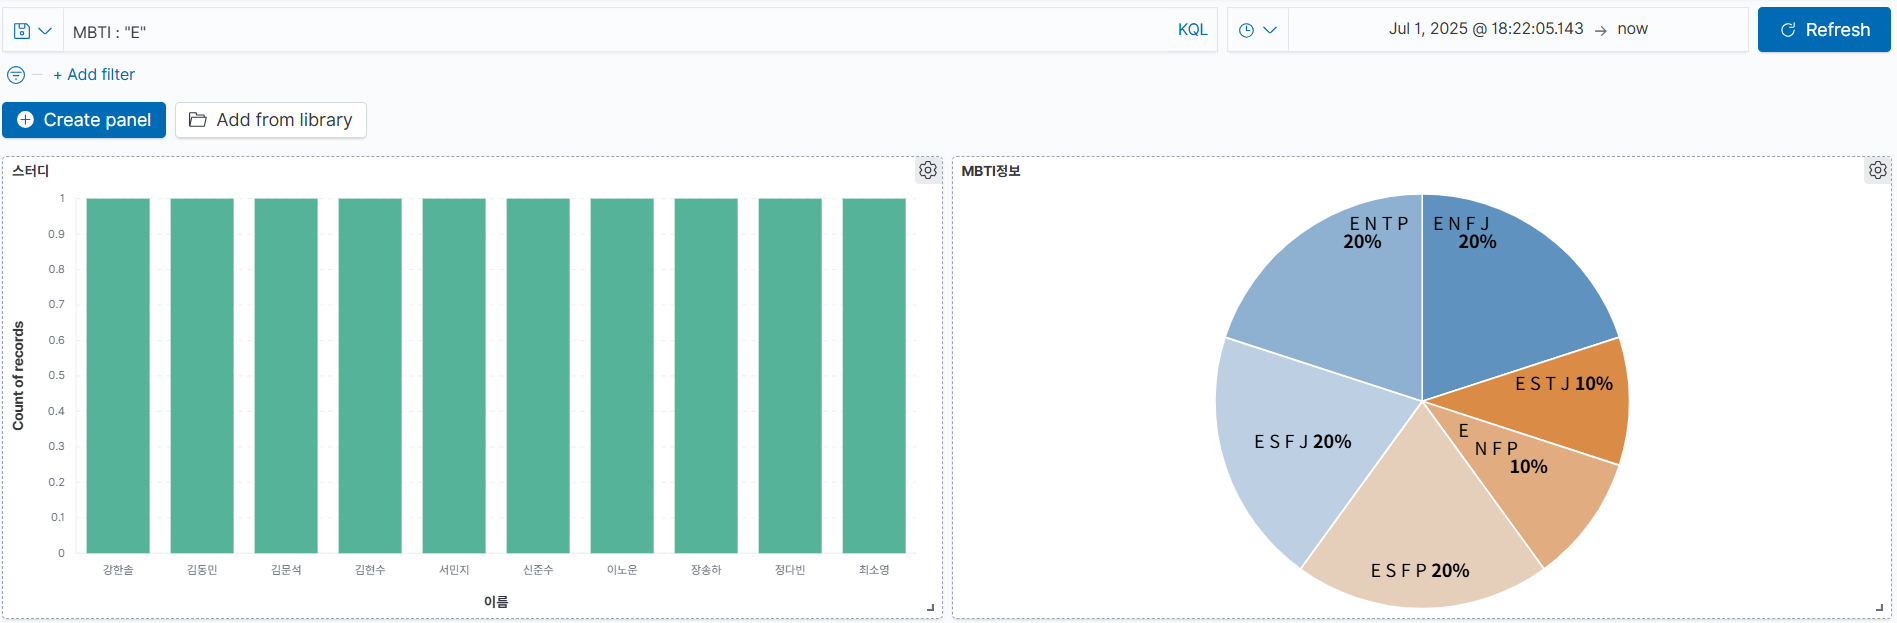 MBTI : "E"
KQL
Jul 1, 2025 @ 18:22:05.143 → now
Refresh
+ Add filter
Create panel
Add from library
스터디
Count of records
1
0.9
0.8
0.7
0.6
0.5
0.4
0.3
0.2
0.1
0
강한솔 김동민 김문석 김현수 서민지 신준수 이노운 장송하 정다빈 최소영
이름
MBTI정보
E N T P
20%
E N F J
20%
E S T J 10%
E
N F P
10%
E S F J 20%
E S F P 20%